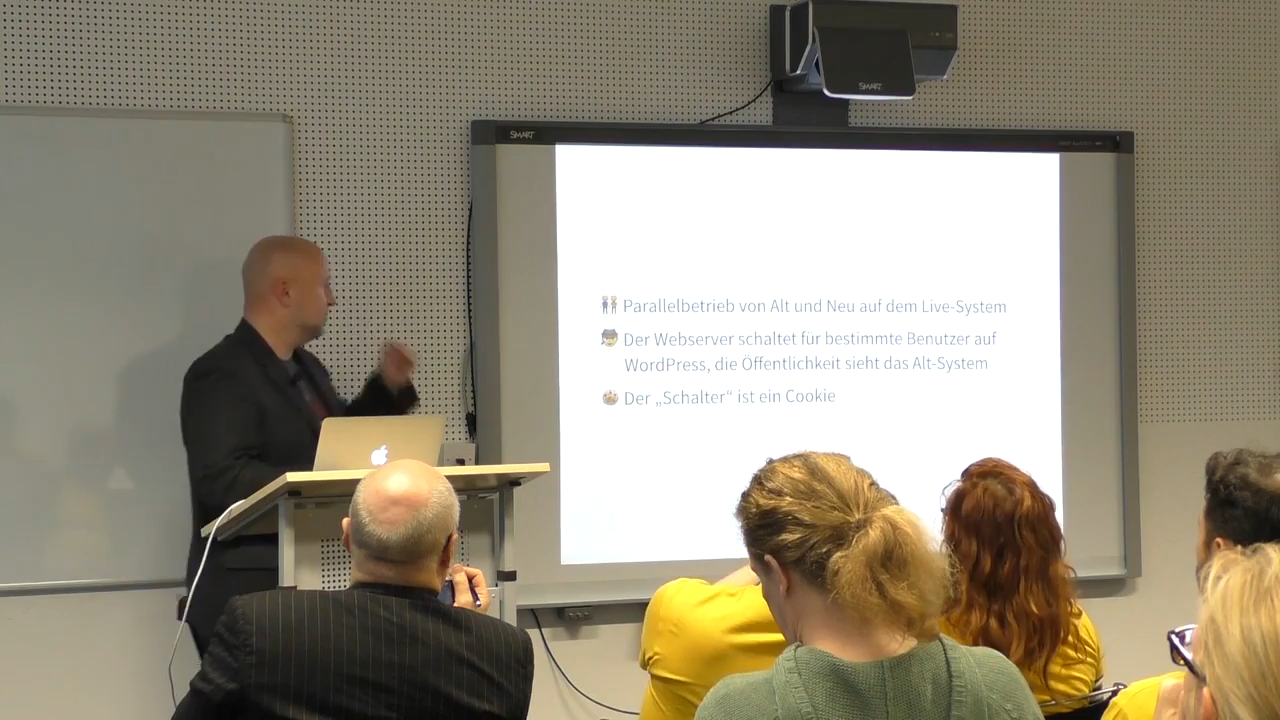 SMART
SMART
Parallelbetrieb von Alt und Neu auf dem Live-System
Der Webserver schaltet für bestimmte Benutzer auf
WordPress, die Öffentlichkeit sieht das Alt-System
Der „Schalter“ ist ein Cookie